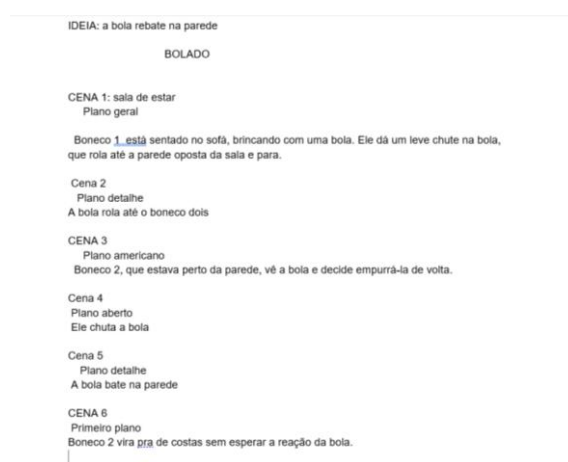 IDEIA: a bola rebate na parede
BOLADO
CENA 1: sala de estar
Plano geral
Boneco 1 está sentado no sofá, brincando com uma bola. Ele dá um leve chute na bola,
que rola até a parede oposta da sala e para.
Cena 2
Plano detalhe
A bola rola até o boneco dois
CENA 3
Plano americano
Boneco 2, que estava perto da parede, vê a bola e decide empurrá-la de volta.
Cena 4
Plano aberto
Ele chuta a bola
Cena 5
Plano detalhe
A bola bate na parede
CENA 6
Primeiro plano
Boneco 2 vira pra de costas sem esperar a reação da bola.